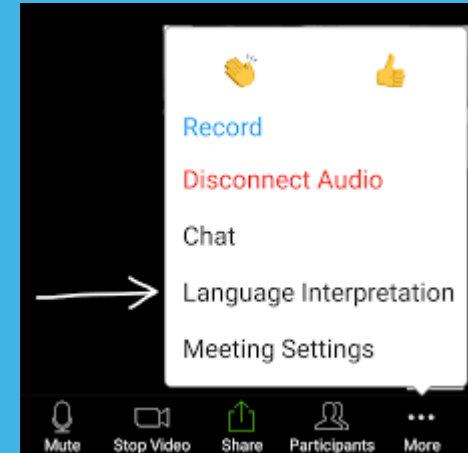 Record
Disconnect Audio
Chat
Language Interpretation
Meeting Settings
Mute Stop Video Share Participants More